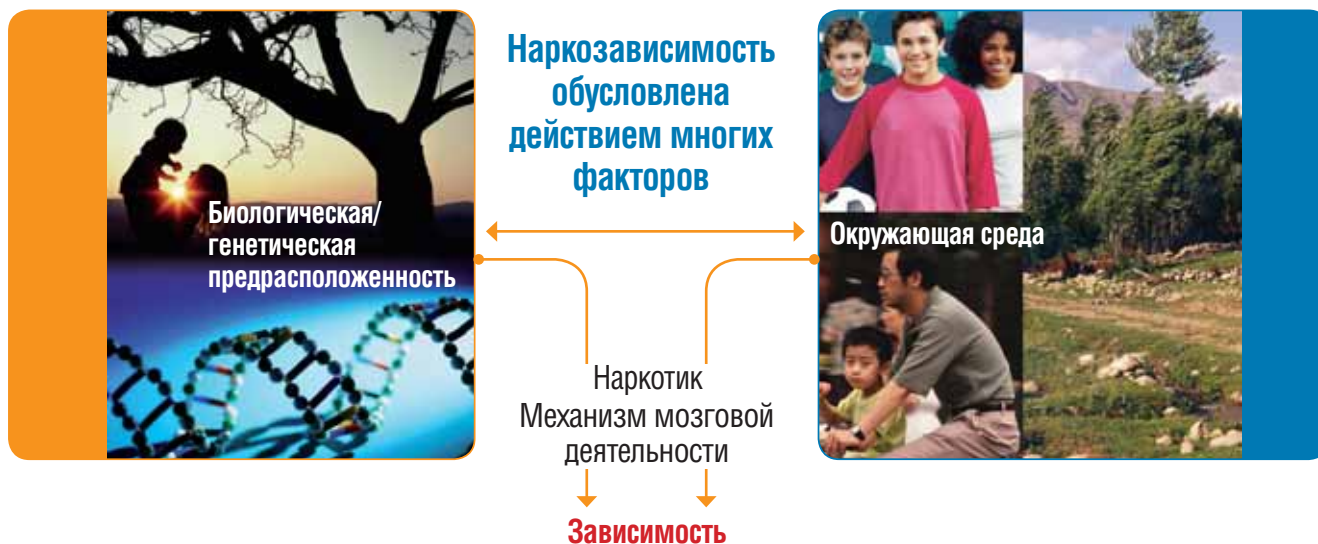 Наркозависимость
обусловлена
действием многих
факторов
Биологическая/
генетическая
предрасположенность
Окружающая среда
Наркотик
Механизм мозговой
деятельности
Зависимость